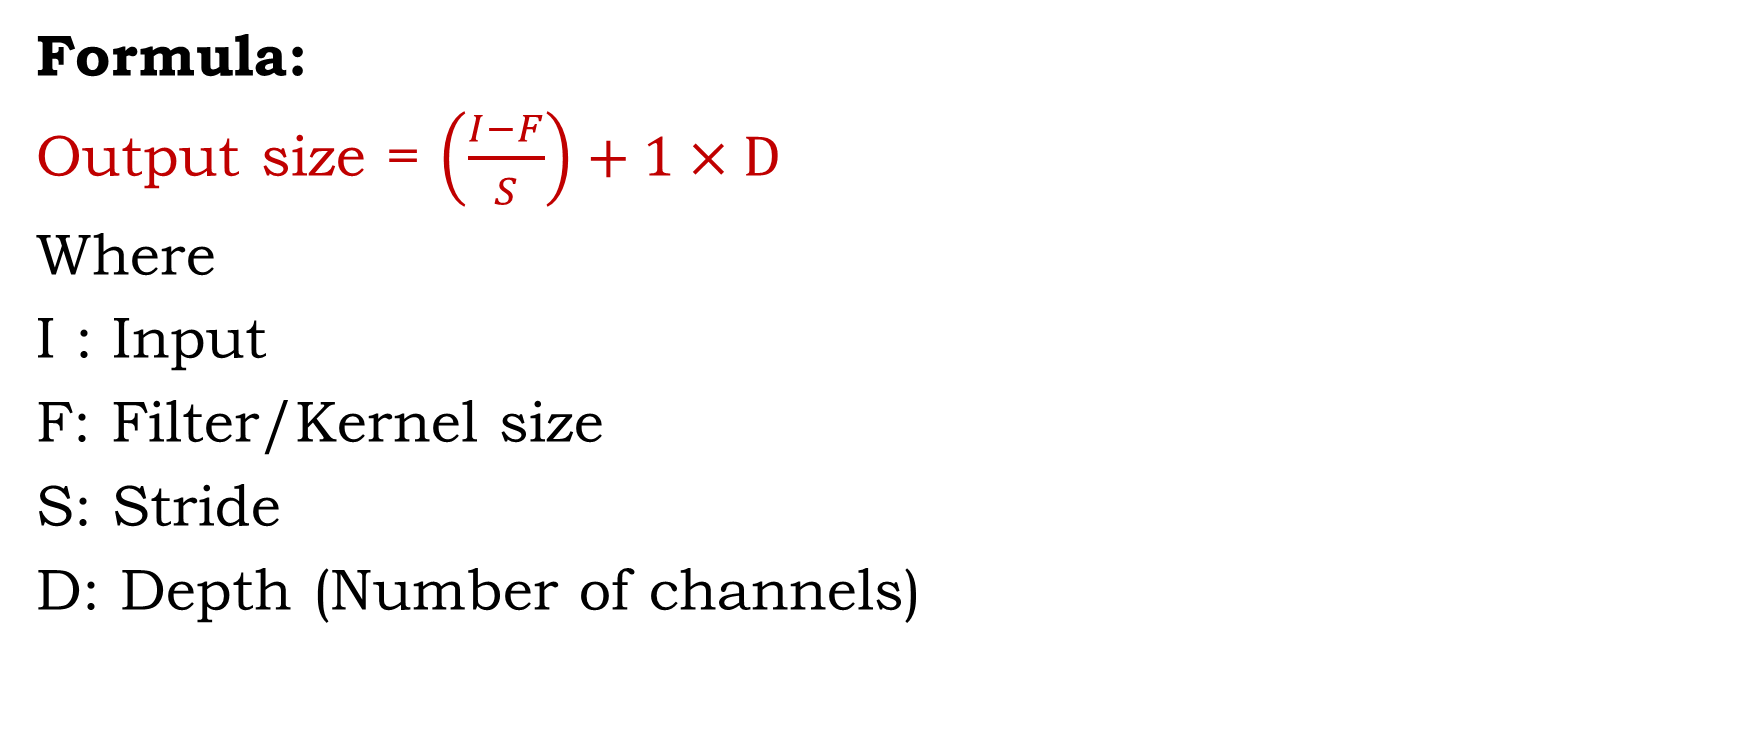 Formula:
Output size = (I−F/S) + 1 × D
Where
I : Input
F: Filter/Kernel size
S: Stride
D: Depth (Number of channels)